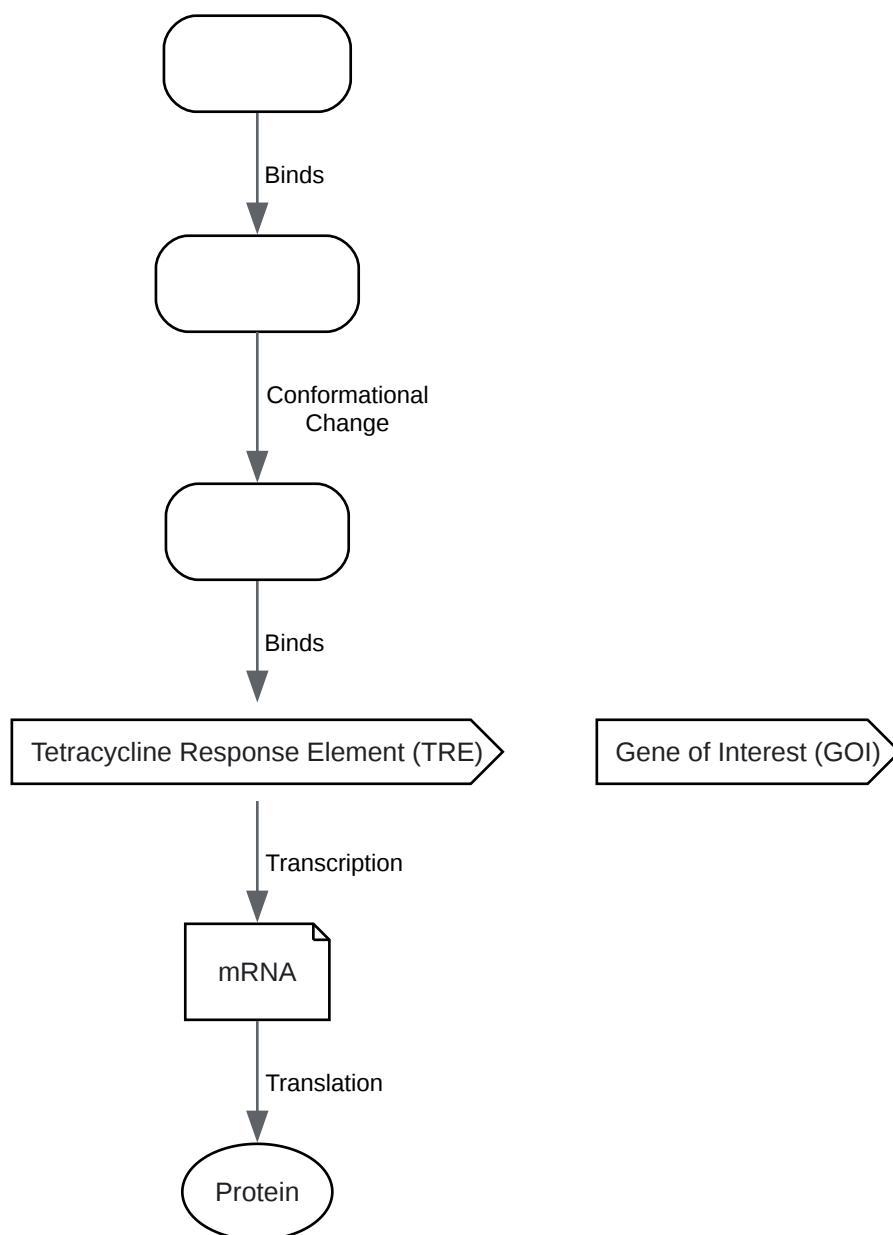 Binds
Conformational
Change
Binds
Tetracycline Response Element (TRE)
Gene of Interest (GOI)
Transcription
mRNA
Translation
Protein